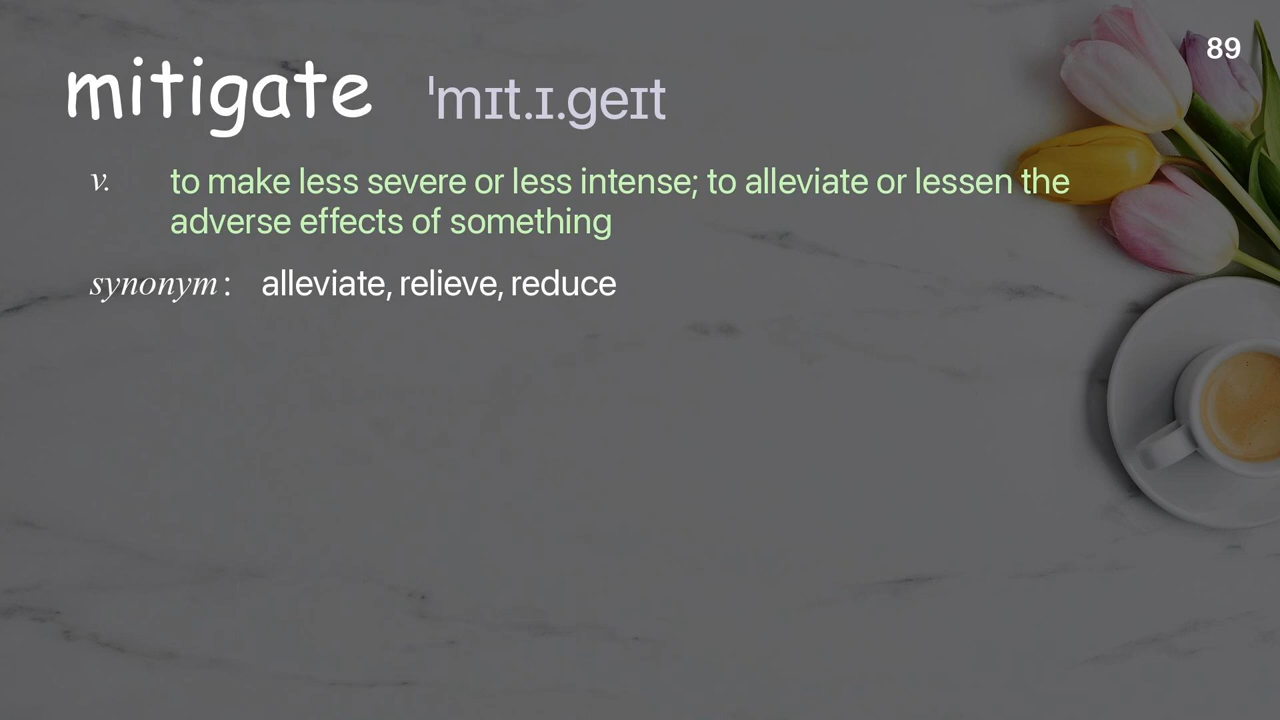 89
mitigate ˈmɪt.ɪ.geɪt
v. to make less severe or less intense; to alleviate or lessen the
adverse effects of something
synonym : alleviate, relieve, reduce